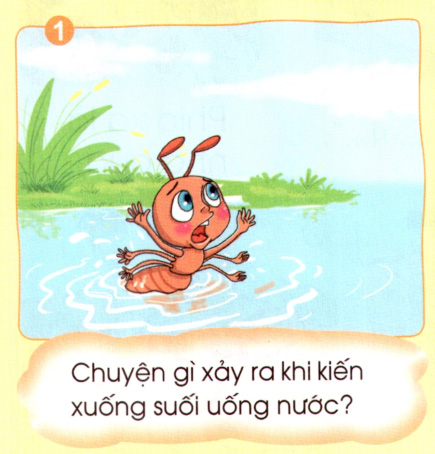 1
Chuyện gì xảy ra khi kiến
xuống suối uống nước?